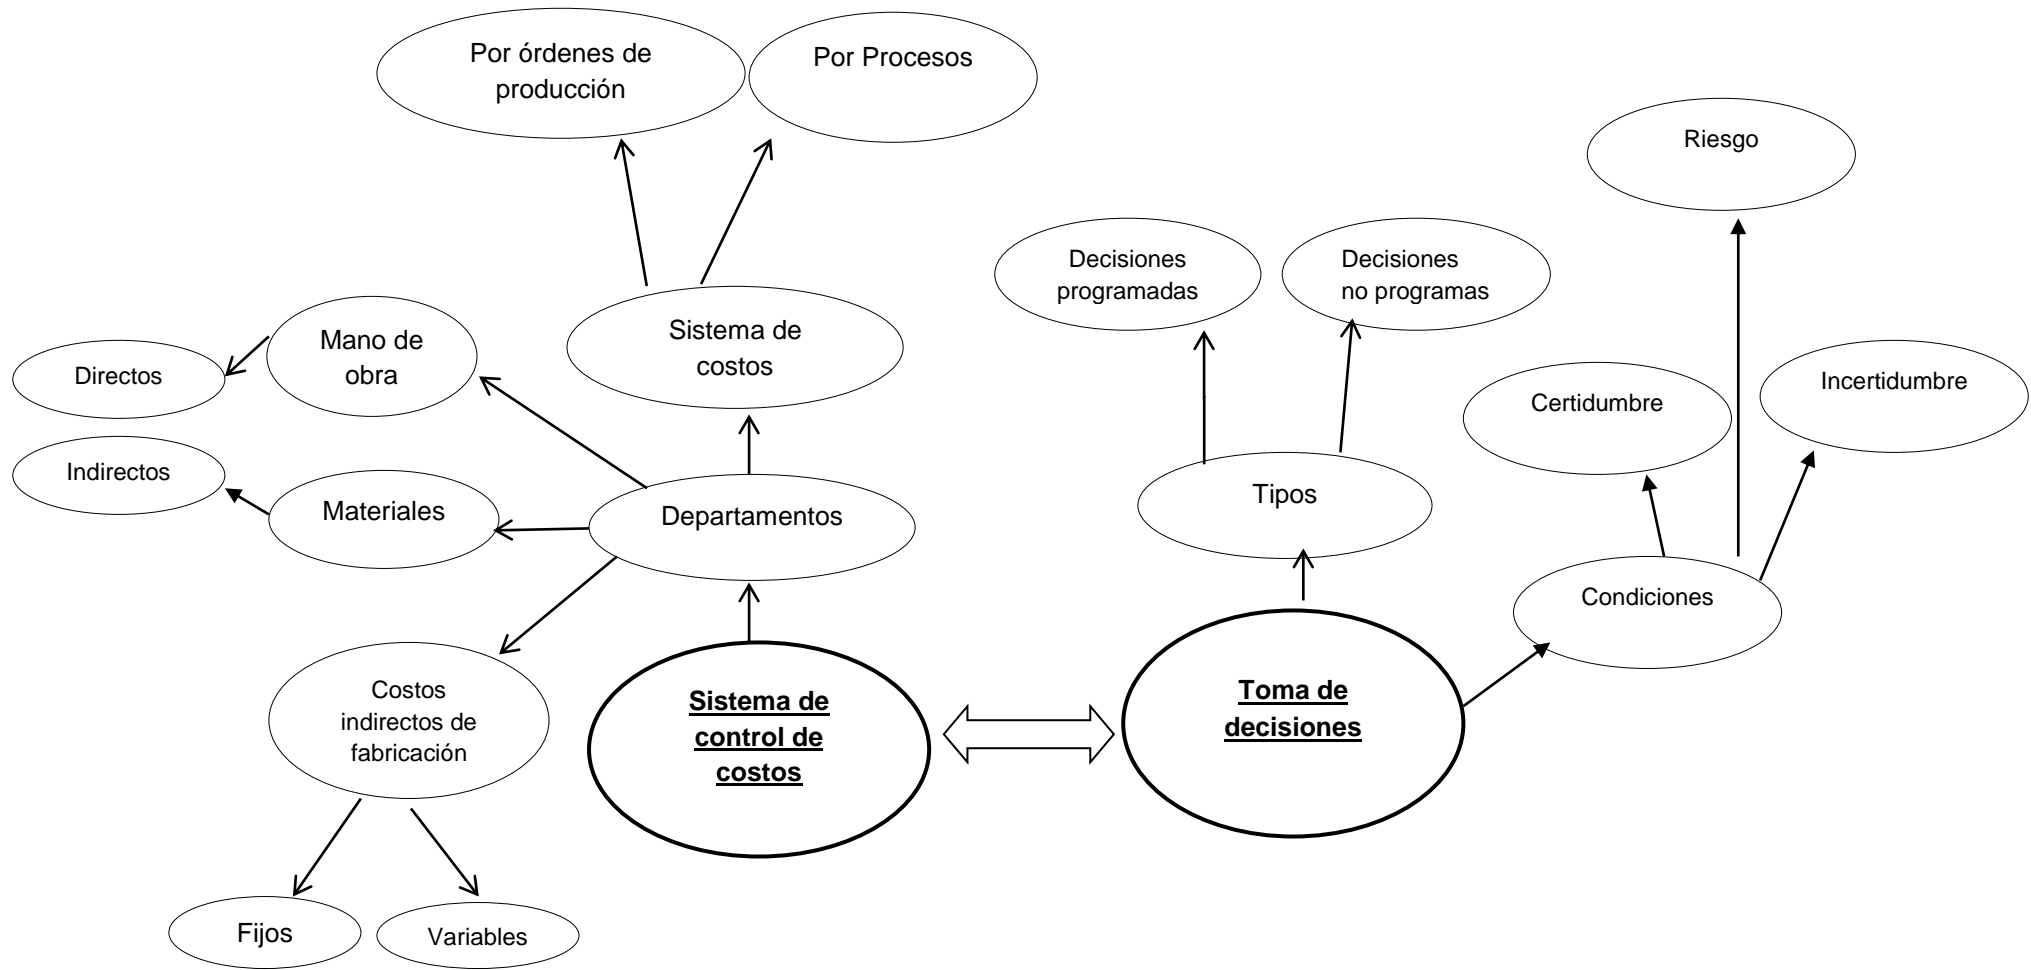 Por órdenes de
producción
Por Procesos
Riesgo
Decisiones
programadas
Decisiones
no programas
Mano de
obra
Sistema de
costos
Directos
Certidumbre
Incertidumbre
Indirectos
Materiales
Departamentos
Tipos
Condiciones
Costos
indirectos de
fabricación
Sistema de
control de
costos
Toma de
decisiones
Fijos
Variables